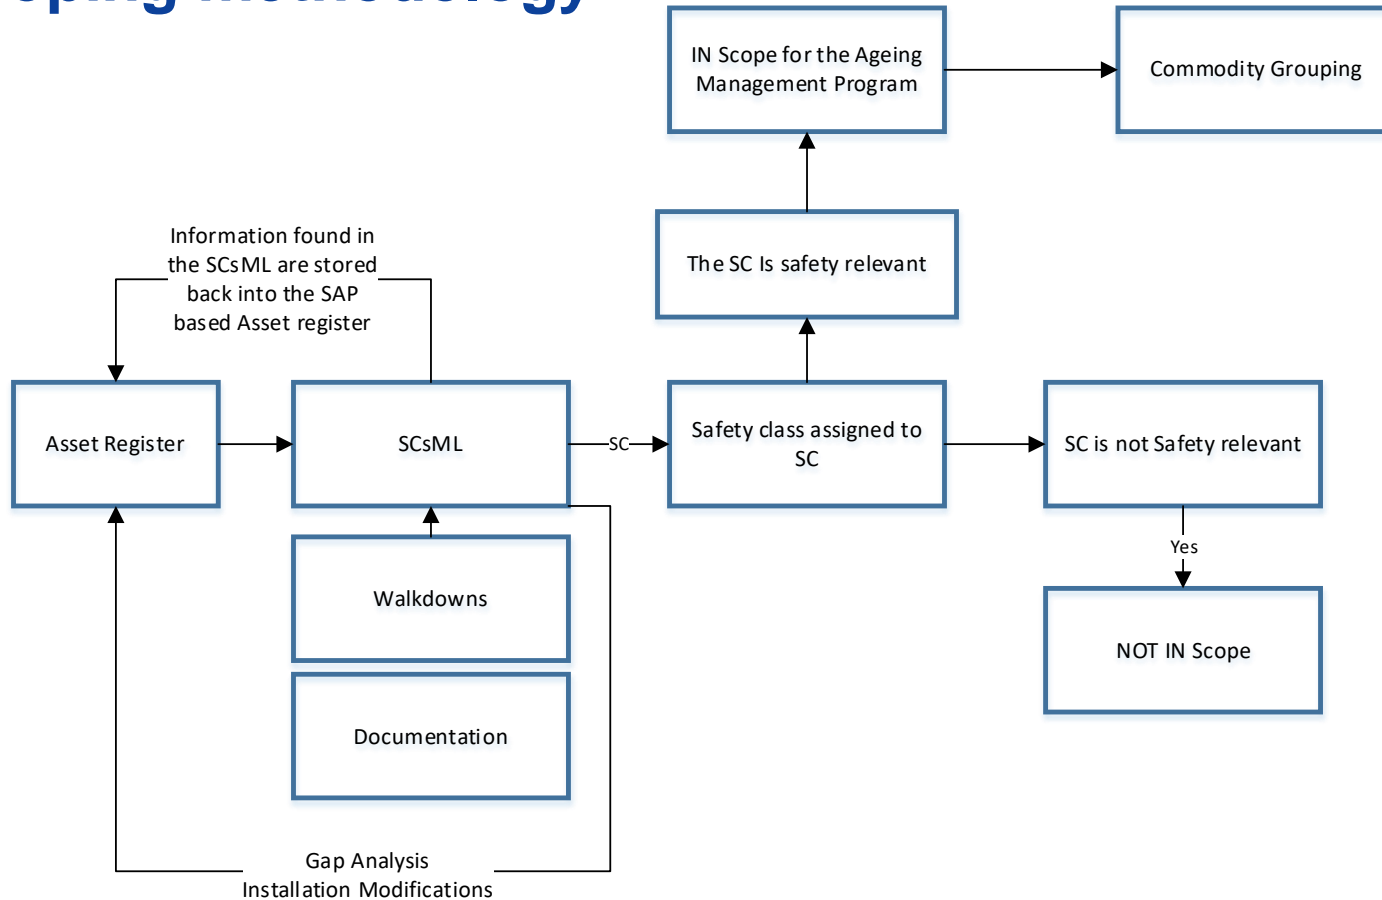 oping Methodology
IN Scope for the Ageing
Management Program
Commodity Grouping
The SC Is safety relevant
Information found in
the SCsML are stored
back into the SAP
based Asset register
Asset Register
SCsML
SC
Safety class assigned to
SC
SC is not Safety relevant
Yes
Walkdowns
NOT IN Scope
Documentation
Gap Analysis
Installation Modifications